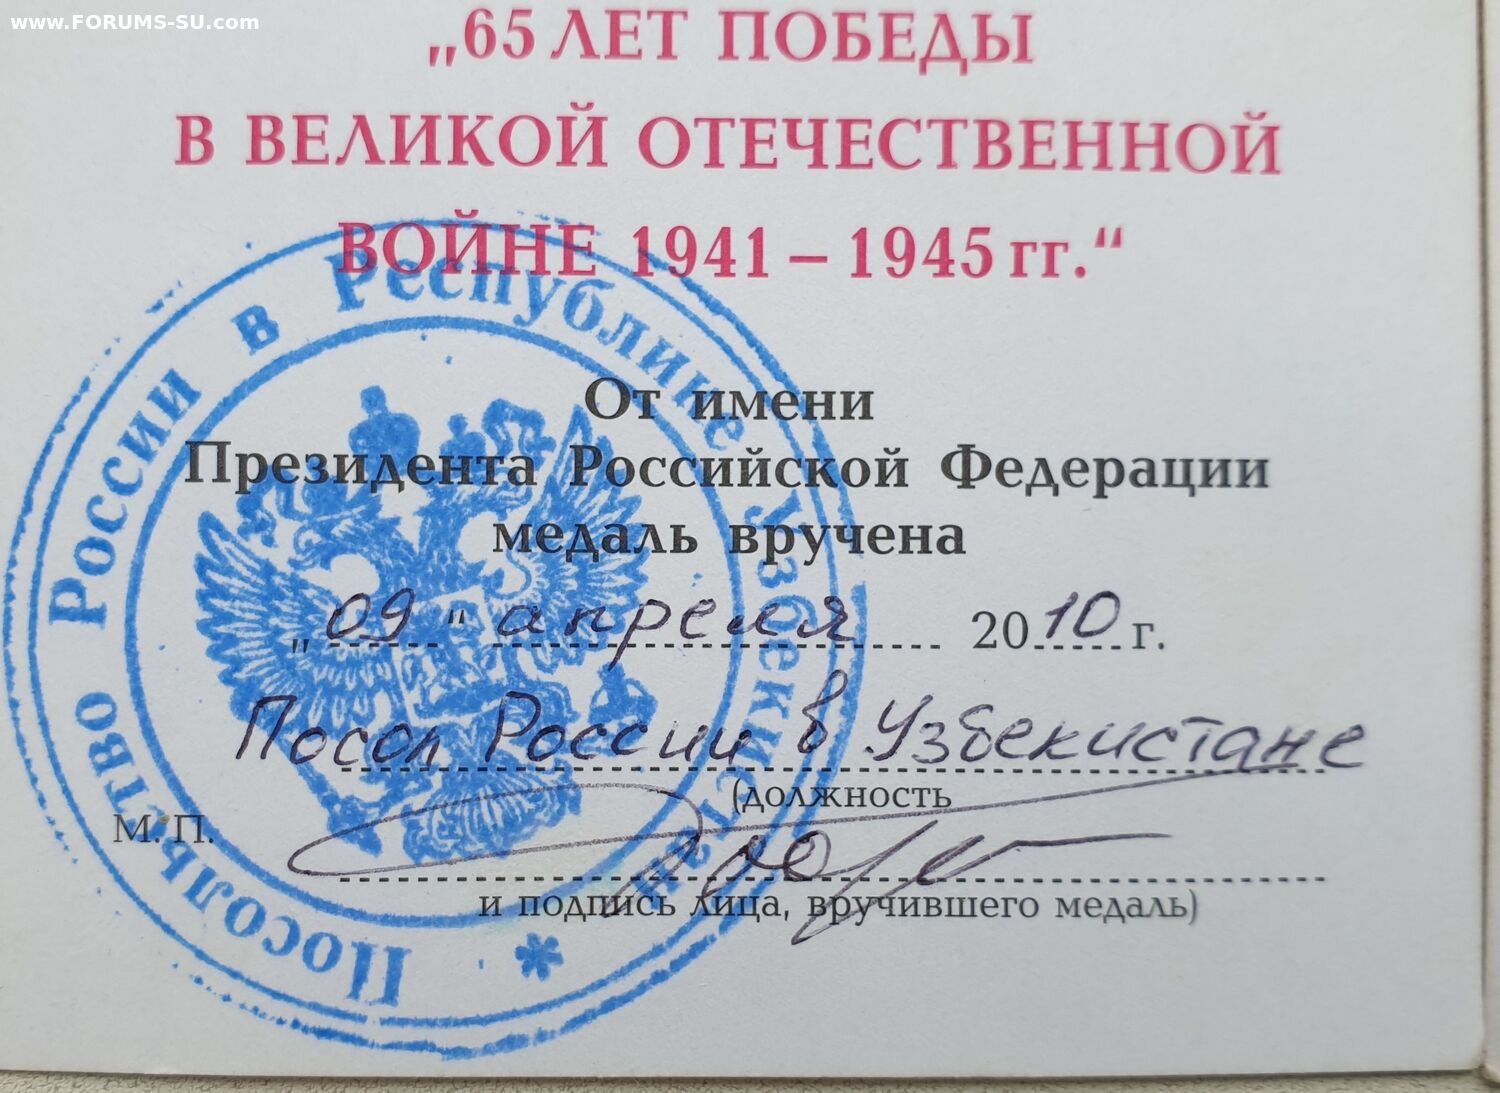 www.FORUMS-SU.com
„65 ЛЕТ ПОБЕДЫ
В ВЕЛИКОЙ ОТЕЧЕСТВЕННОЙ
ВОЙНЕ 1941 – 1945 гг.“
От имени
Президента Российской Федерации
медаль вручена
„09“ апреля 2010 г.
Посол России в Узбекистане
(должность
М. П.
и подпись лица, вручившего медаль)
Посольство России в Республике Узбекистан *